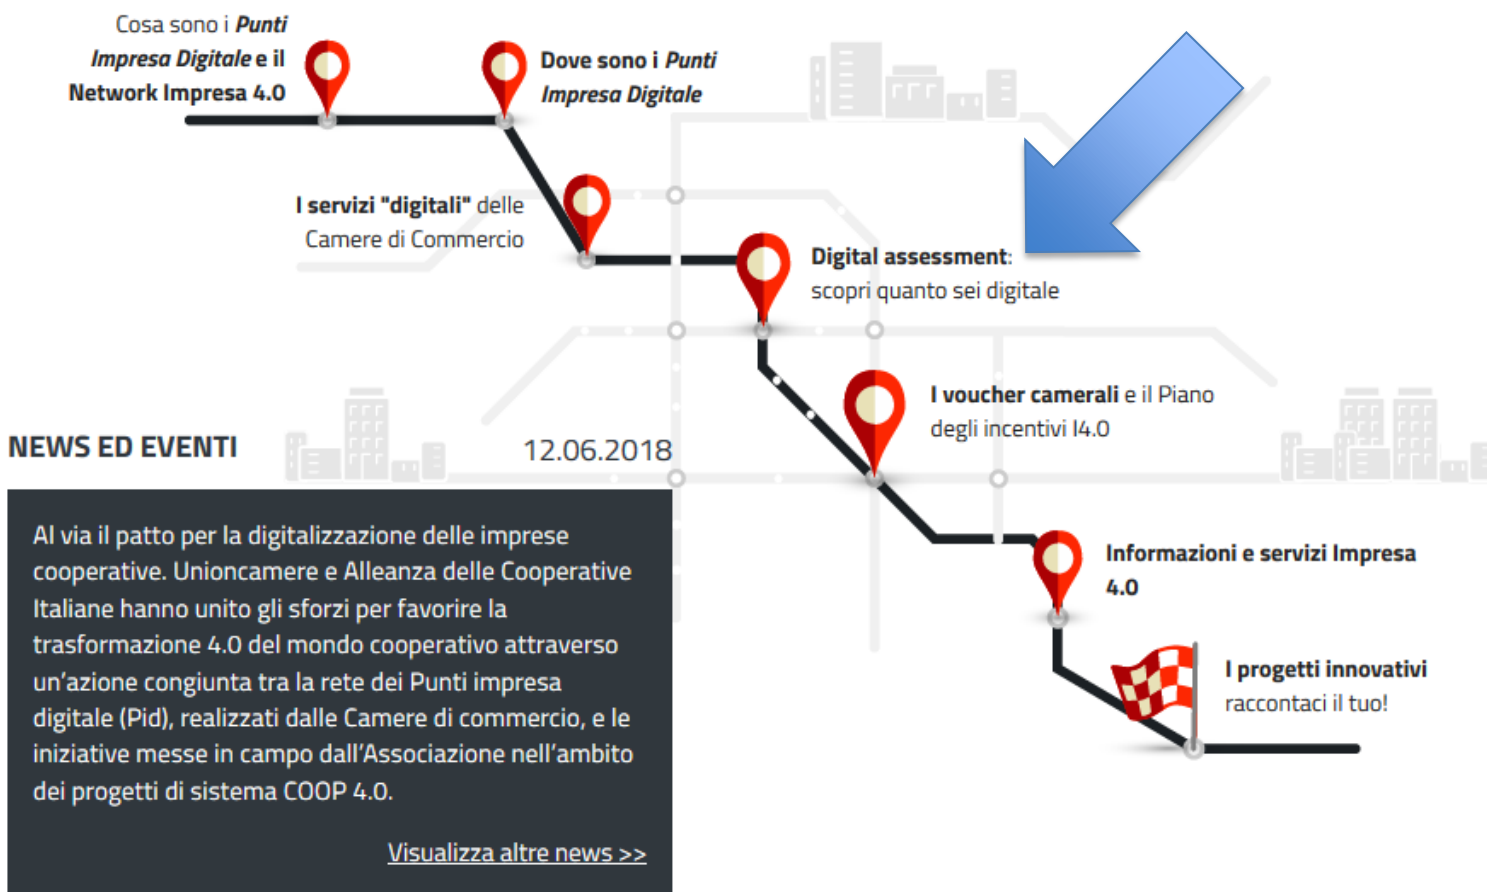 Cosa sono i Punti
Impresa Digitale e il
Network Impresa 4.0
Dove sono i Punti
Impresa Digitale
I servizi "digitali" delle
Camere di Commercio
Digital assessment:
scopri quanto sei digitale
I voucher camerali e il Piano
degli incentivi I4.0
Informazioni e servizi Impresa
4.0
I progetti innovativi
raccontaci il tuo!
NEWS ED EVENTI
12.06.2018
Al via il patto per la digitalizzazione delle imprese
cooperative. Unioncamere e Alleanza delle Cooperative
Italiane hanno unito gli sforzi per favorire la
trasformazione 4.0 del mondo cooperativo attraverso
un'azione congiunta tra la rete dei Punti impresa
digitale (Pid), realizzati dalle Camere di commercio, e le
iniziative messe in campo dall'Associazione nell'ambito
dei progetti di sistema COOP 4.0.
Visualizza altre news >>